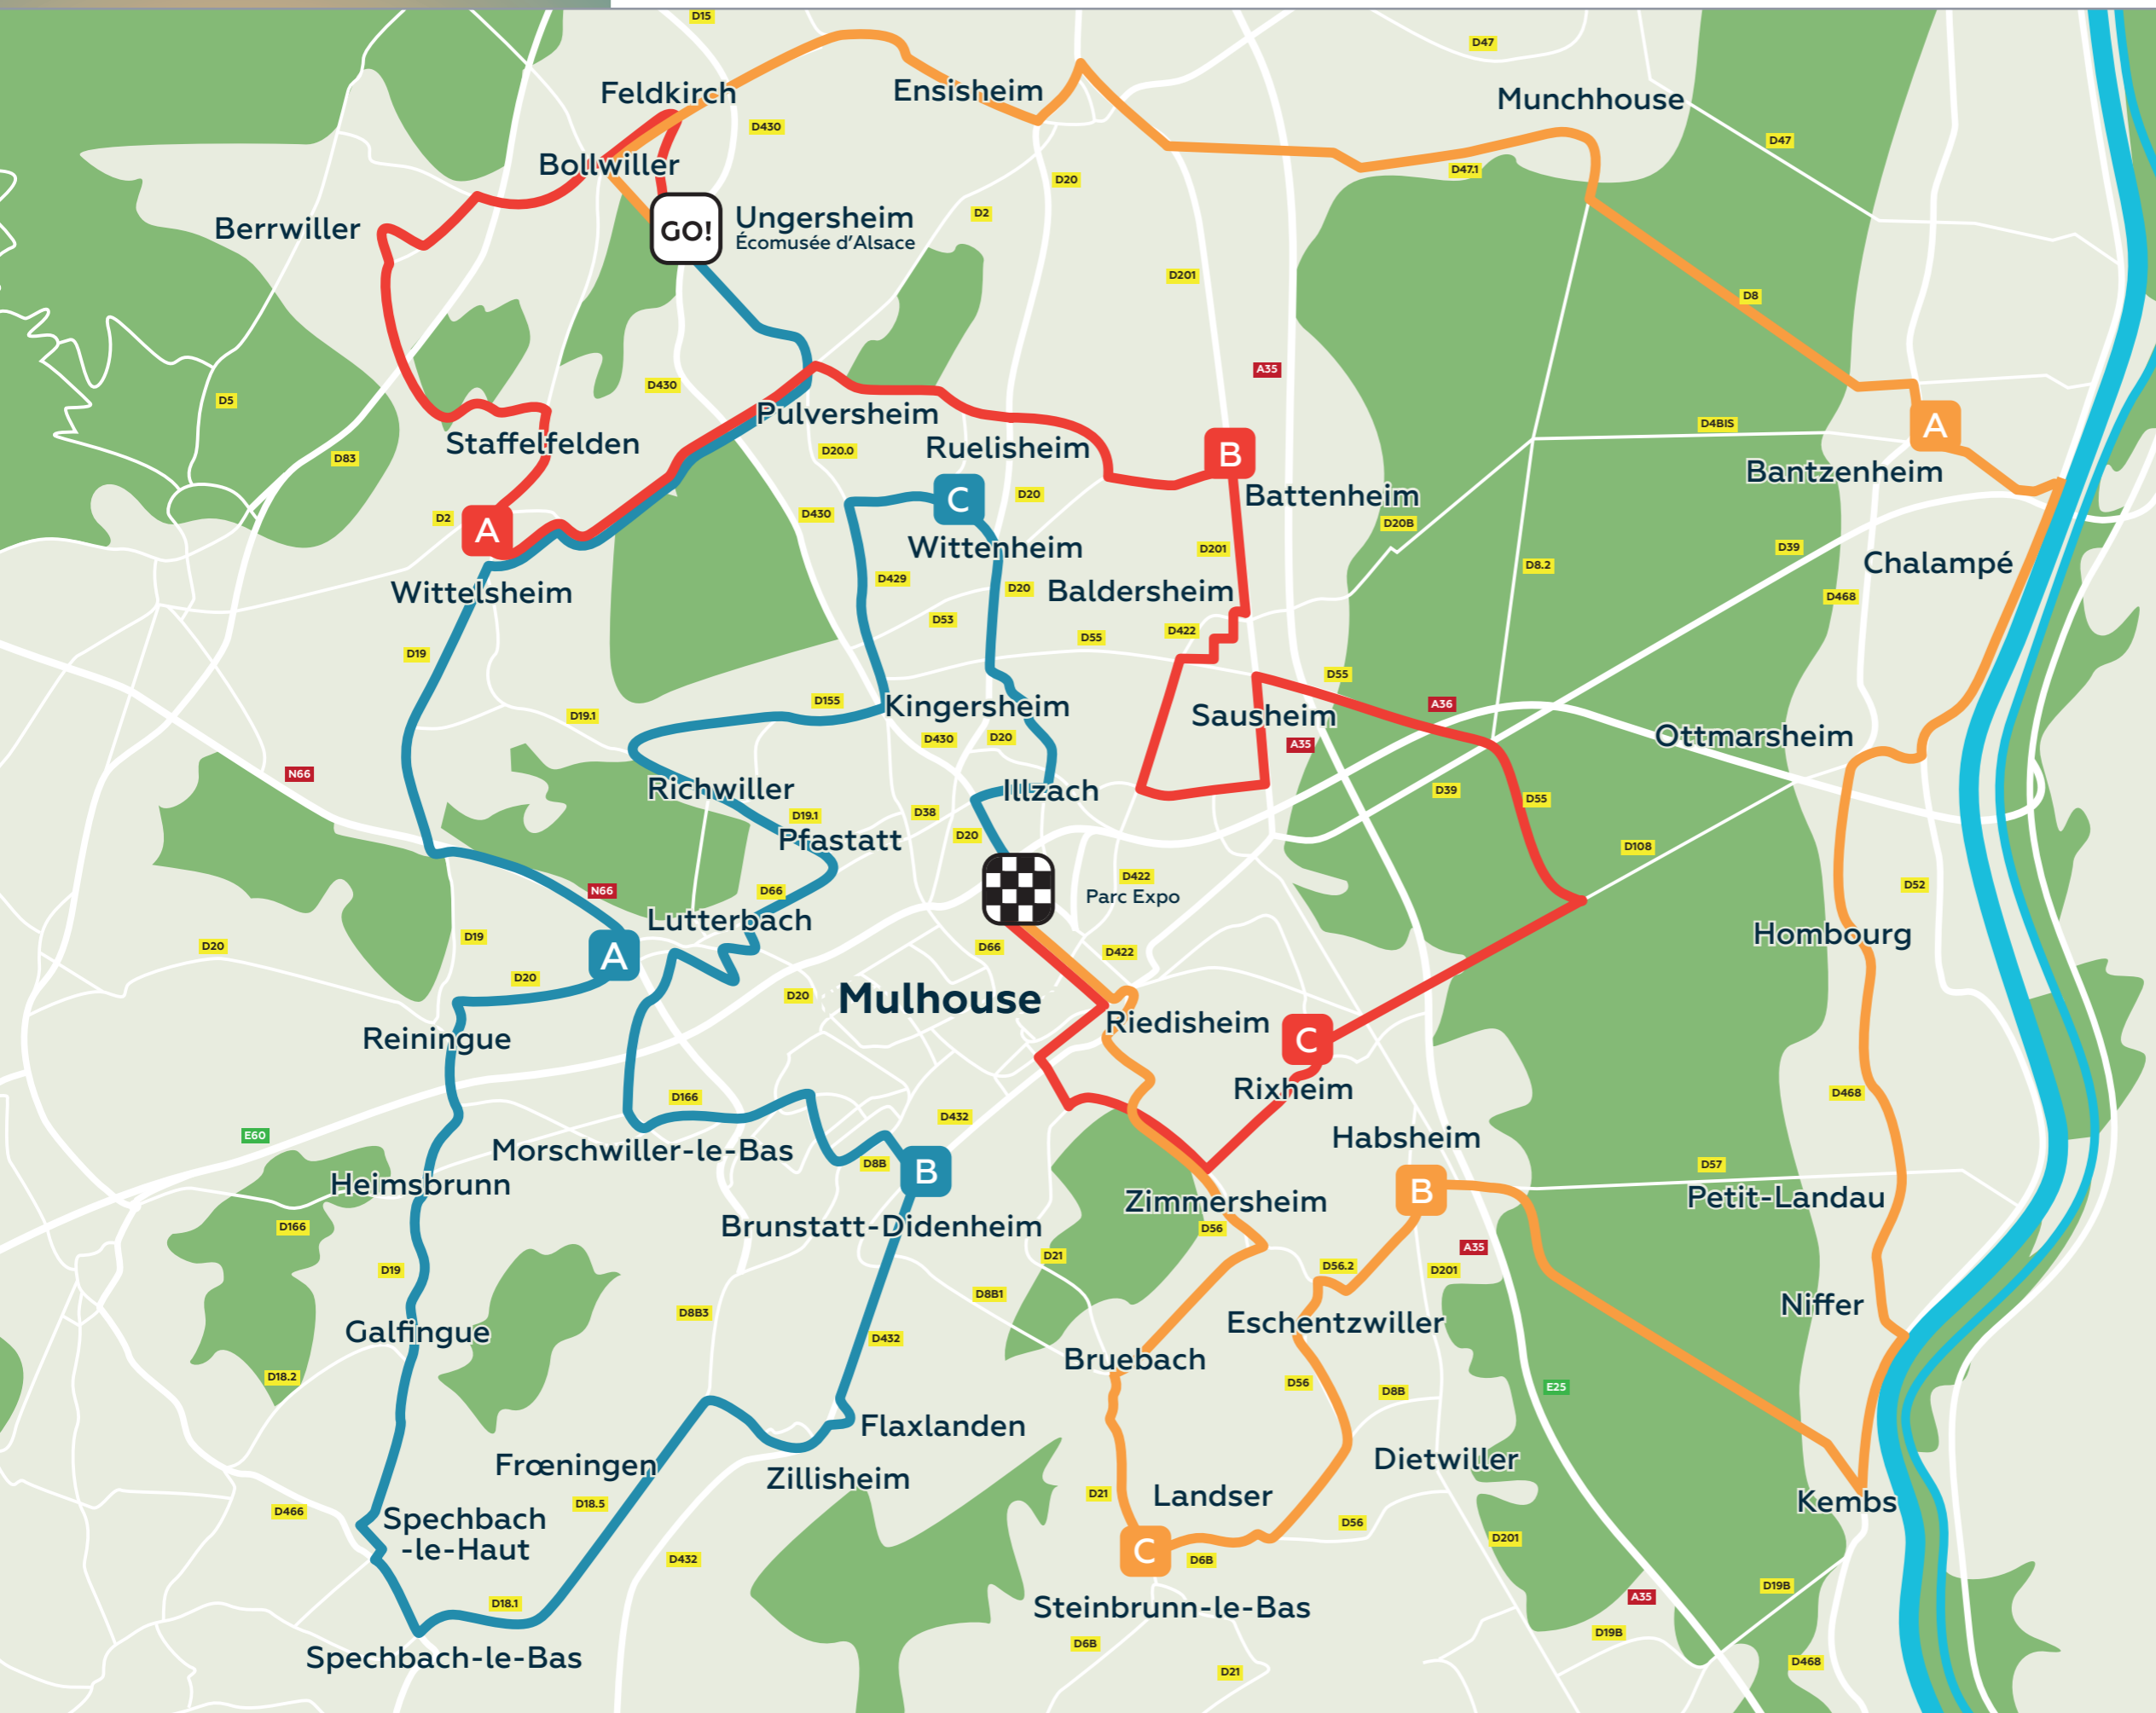 D15
D47
Feldkirch
Ensisheim
Munchhouse
D430
D47
Bollwiller
D47.1
D20
Berrwiller
GO!
Ungersheim
Écomusée d'Alsace
D2
D201
D8
A35
D430
D5
Pulversheim
A
D4BIS
Staffelfelden
D20.0
Ruelisheim
B
D83
Bantzenheim
C
D20
Battenheim
D2
D430
D20B
A
Wittenheim
D201
D39
Chalampé
D8.2
D429
Wittelsheim
D20
Baldersheim
D468
D53
D422
D55
D19
D55
D155
Kingersheim
A36
D19.1
Sausheim
D430
D20
A35
Ottmarsheim
N66
Richwiller
Illzach
D39
D55
D19.1
D38
Pfastatt
D20
D108
D422
D52
N66
D66
Parc Expo
Lutterbach
D19
Hombourg
D20
D66
D422
A
D20
D20
Mulhouse
Riedisheim
Reiningue
C
Rixheim
D166
D468
D432
E60
Habsheim
Morschwiller-le-Bas
D8B
D57
B
Heimsbrunn
B
Petit-Landau
Zimmersheim
D166
Brunstatt-Didenheim
D56
A35
D21
D19
D56.2
D201
D8B1
Niffer
D8B3
Eschentzwiller
Galfingue
D432
Bruebach
D18.2
D56
D8B
E25
Flaxlanden
Frœningen
Dietwiller
Zillisheim
D21
Landser
Kembs
D18.5
D466
Spechbach
-le-Haut
D56
D201
C
D6B
D432
D19B
D18.1
A35
Steinbrunn-le-Bas
D19B
D6B
Spechbach-le-Bas
D468
D21